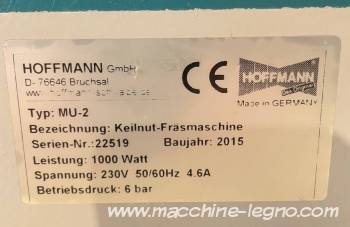 HOFFMANN GmbH
D- 76646 Bruchsal
CE
HOFFMANN
Made in GERMANY
Typ: MU-2
Bezeichnung: Keilnut-Fräsmaschine
Serien-Nr.:22519 Baujahr: 2015
Leistung: 1000 Watt
Spannung: 230V 50/60Hz 4.6A
Betriebsdruck: 6 bar
www.macchine-legno.com